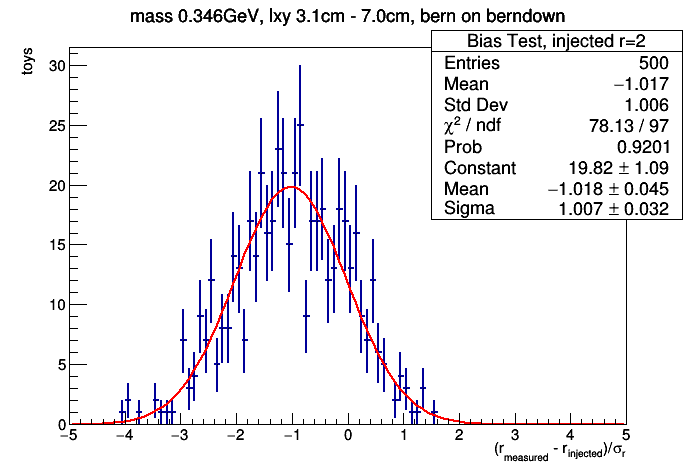 mass 0.346GeV, lxy 3.1cm - 7.0cm, bern on berndown
Bias Test, injected r=2
Entries 500
Mean −1.017
Std Dev 1.006
χ² / ndf 78.13 / 97
Prob 0.9201
Constant 19.82 ± 1.09
Mean −1.018 ± 0.045
Sigma 1.007 ± 0.032
toys
30
25
20
15
10
5
0
−5 −4 −3 −2 −1 0 1 2 3 4 5
(r_measured - r_injected)/σ_r